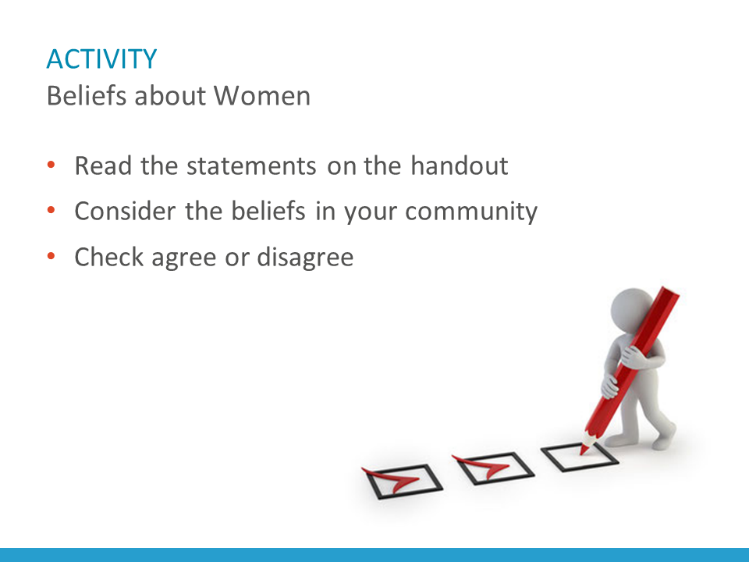 ACTIVITY
Beliefs about Women
• Read the statements on the handout
• Consider the beliefs in your community
• Check agree or disagree